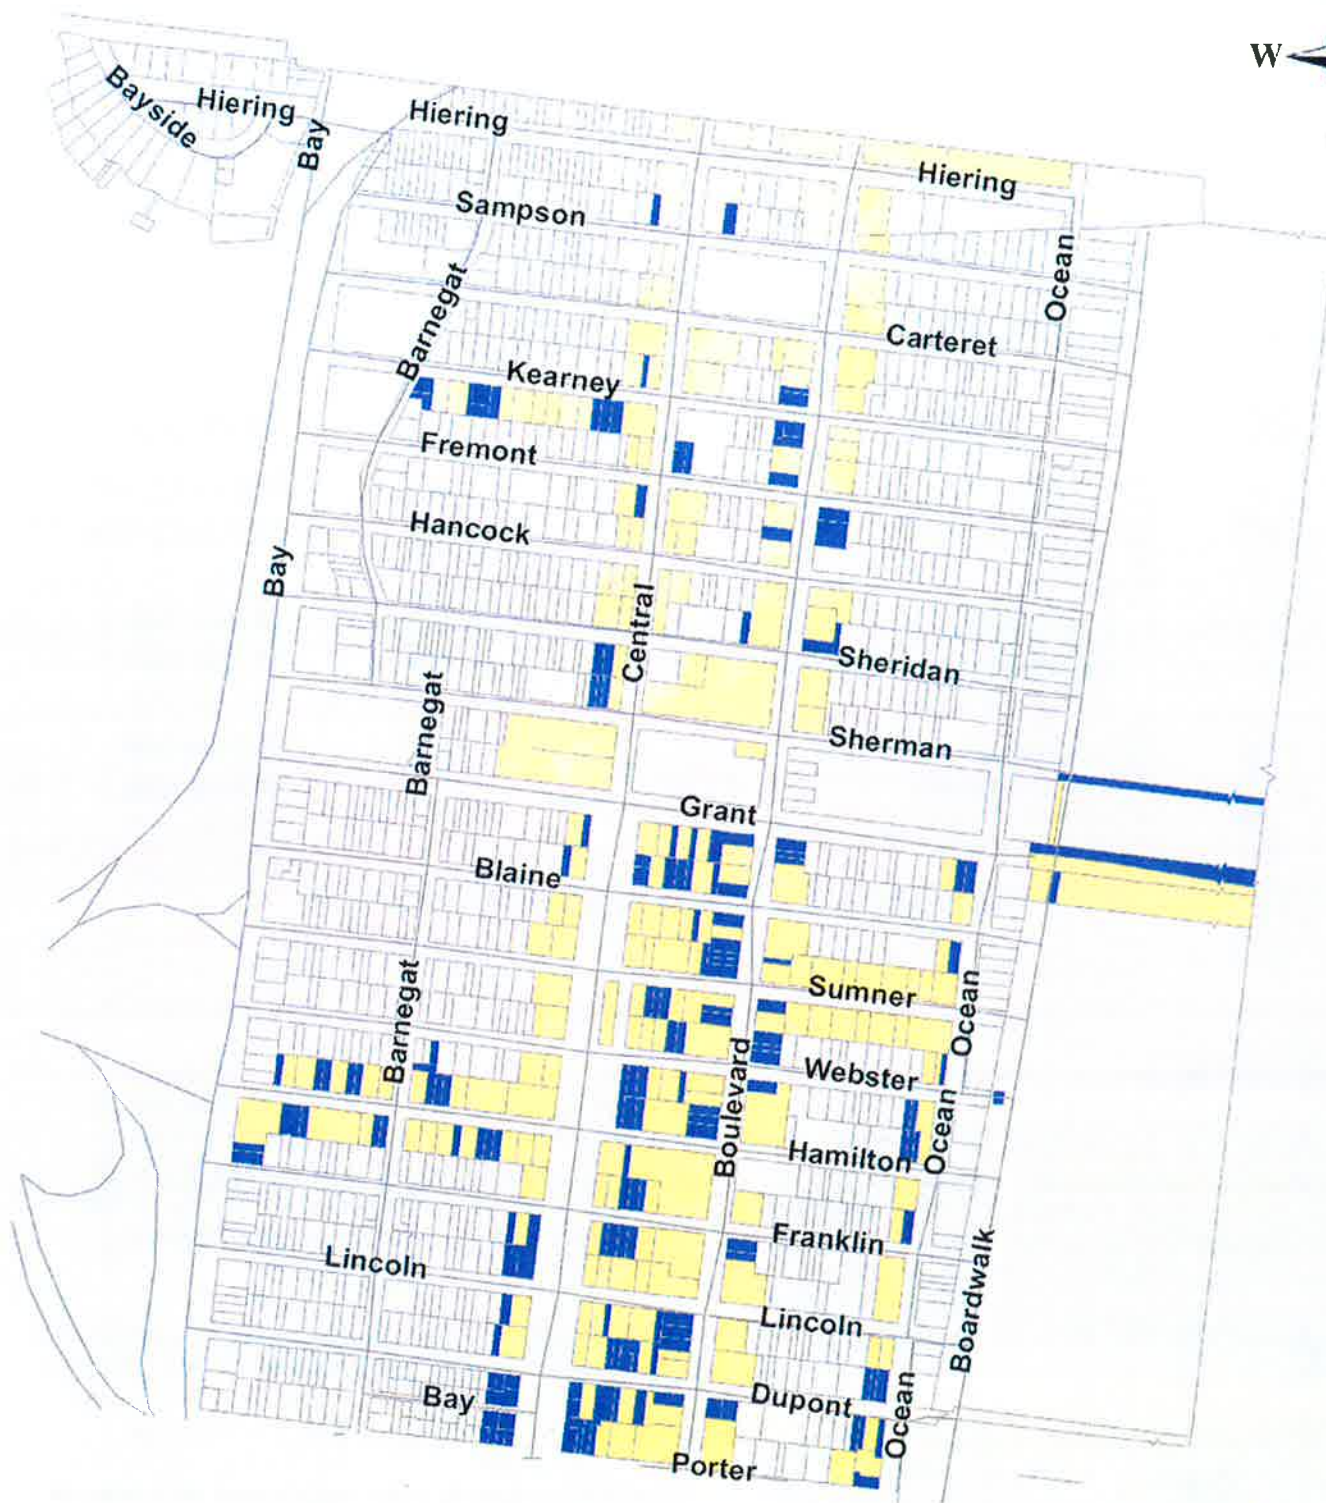 W
Bayside
Hiering
Bay
Hiering
Hiering
Sampson
Ocean
Barnegat
Carteret
Kearney
Fremont
Hancock
Bay
Central
Sheridan
Barnegat
Sherman
Grant
Blaine
Sumner
Ocean
Barnegat
Webster
Boulevard
Hamilton
Ocean
Franklin
Lincoln
Boardwalk
Lincoln
Bay
Dupont
Ocean
Porter